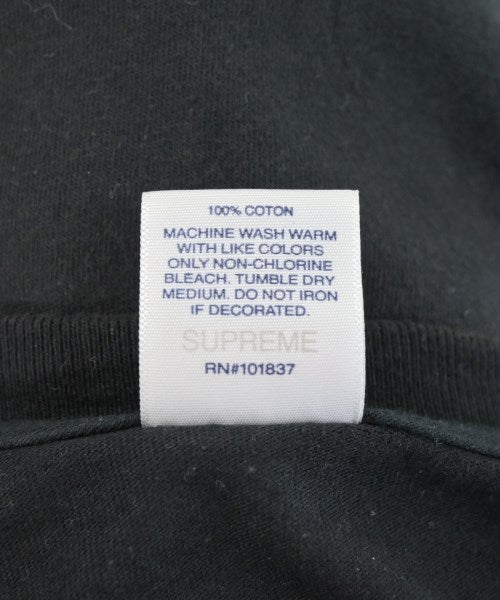 100% COTON
MACHINE WASH WARM
WITH LIKE COLORS
ONLY NON-CHLORINE
BLEACH. TUMBLE DRY
MEDIUM. DO NOT IRON
IF DECORATED.
SUPREME
RN#101837